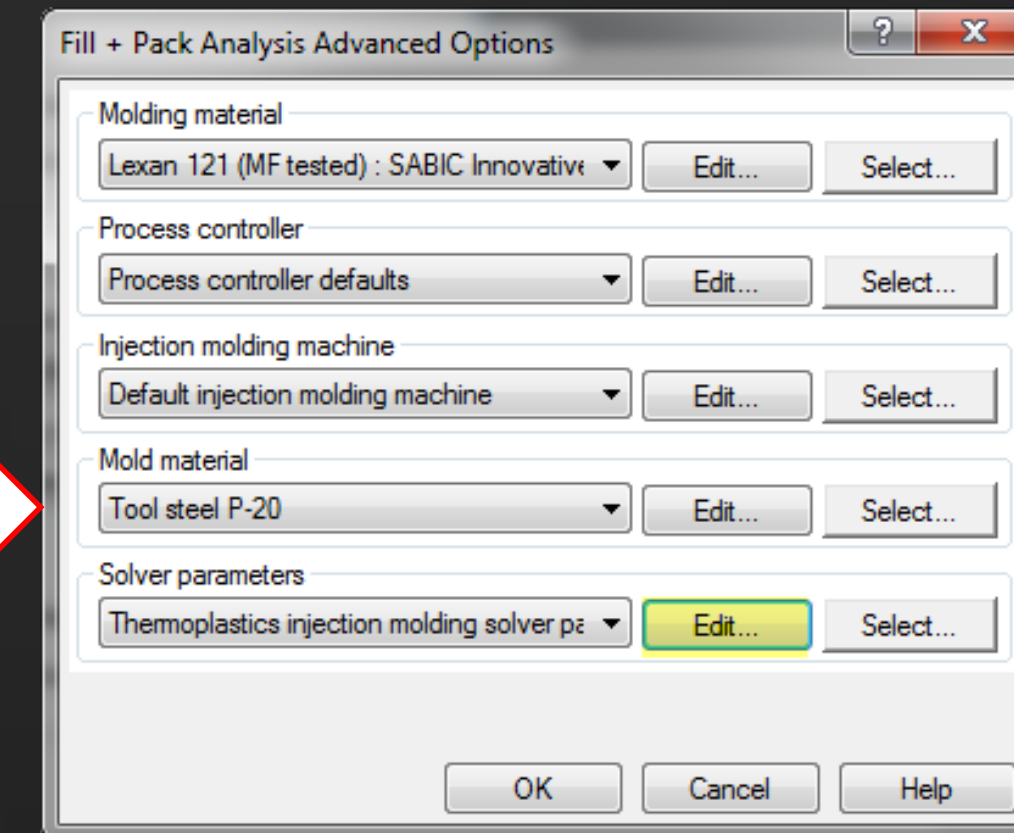 Fill + Pack Analysis Advanced Options
Molding material
Lexan 121 (MF tested) : SABIC Innovative Edit... Select...
Process controller
Process controller defaults Edit... Select...
Injection molding machine
Default injection molding machine Edit... Select...
Mold material
Tool steel P-20 Edit... Select...
Solver parameters
Thermoplastics injection molding solver pa Edit... Select...
OK Cancel Help